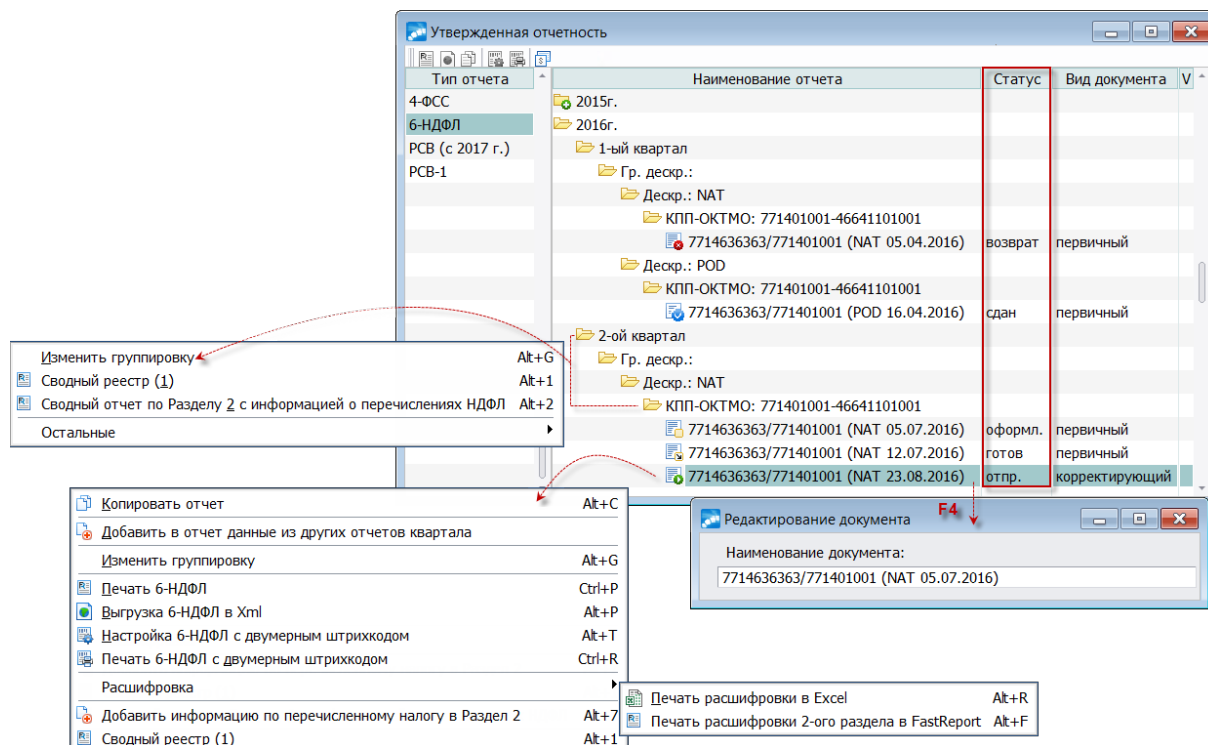 Утвержденная отчетность
Тип отчета Наименование отчета Статус Вид документа V
4-ФСС 2015г.
6-НДФЛ 2016г.
РСВ (с 2017 г.) 1-ый квартал
РСВ-1 Гр. дескр.:
Дескр.: NAT
КПП-ОКТМО: 771401001-46641101001
7714636363/771401001 (NAT 05.04.2016) возврат первичный
Дескр.: POD
КПП-ОКТМО: 771401001-46641101001
7714636363/771401001 (POD 16.04.2016) сдан первичный
2-ой квартал
Гр. дескр.:
Дескр.: NAT
КПП-ОКТМО: 771401001-46641101001
7714636363/771401001 (NAT 05.07.2016) оформл. первичный
7714636363/771401001 (NAT 12.07.2016) готов первичный
7714636363/771401001 (NAT 23.08.2016) отпр. корректирующий
Изменить группировку Alt+G
Сводный реестр (1) Alt+1
Сводный отчет по Разделу 2 с информацией о перечислениях НДФЛ Alt+2
Остальные
Копировать отчет Alt+C
Добавить в отчет данные из других отчетов квартала
Изменить группировку Alt+G
Печать 6-НДФЛ Ctrl+P
Выгрузка 6-НДФЛ в Xml Alt+P
Настройка 6-НДФЛ с двумерным штрихкодом Alt+T
Печать 6-НДФЛ с двумерным штрихкодом Ctrl+R
Расшифровка
Добавить информацию по перечисленному налогу в Раздел 2 Alt+7
Сводный реестр (1) Alt+1
F4
Редактирование документа
Наименование документа:
7714636363/771401001 (NAT 05.07.2016)
Печать расшифровки в Excel Alt+R
Печать расшифровки 2-ого раздела в FastReport Alt+F